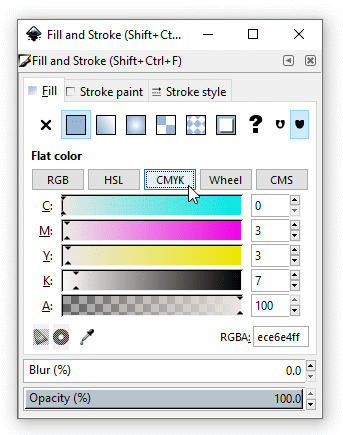 Fill and Stroke (Shift+Ct...
Fill and Stroke (Shift+Ctrl+F)
Fill Stroke paint Stroke style
?
Flat color
RGB HSL CMYK Wheel CMS
C: 0
M: 3
Y: 3
K: 7
A: 100
RGBA: ece6e4ff
Blur (%) 0.0
Opacity (%) 100.0